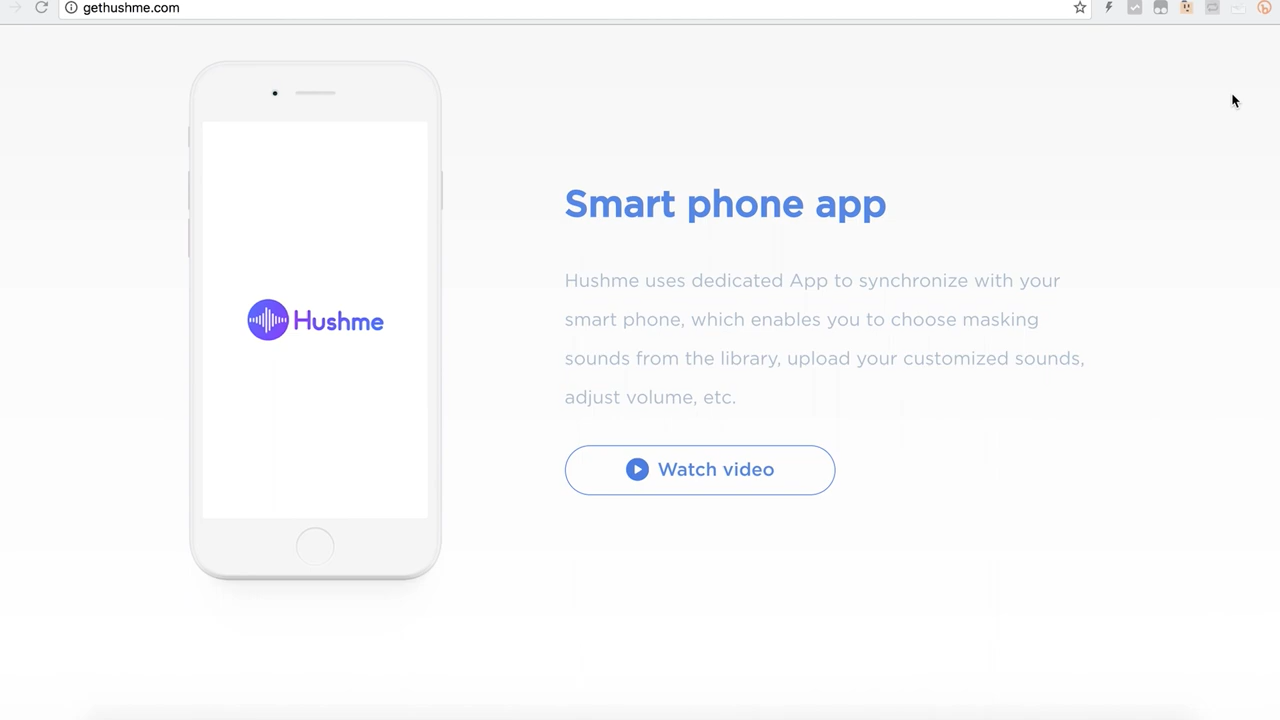 gethushme.com
Smart phone app
Hushme uses dedicated App to synchronize with your
smart phone, which enables you to choose masking
sounds from the library, upload your customized sounds,
adjust volume, etc.
Hushme
Watch video